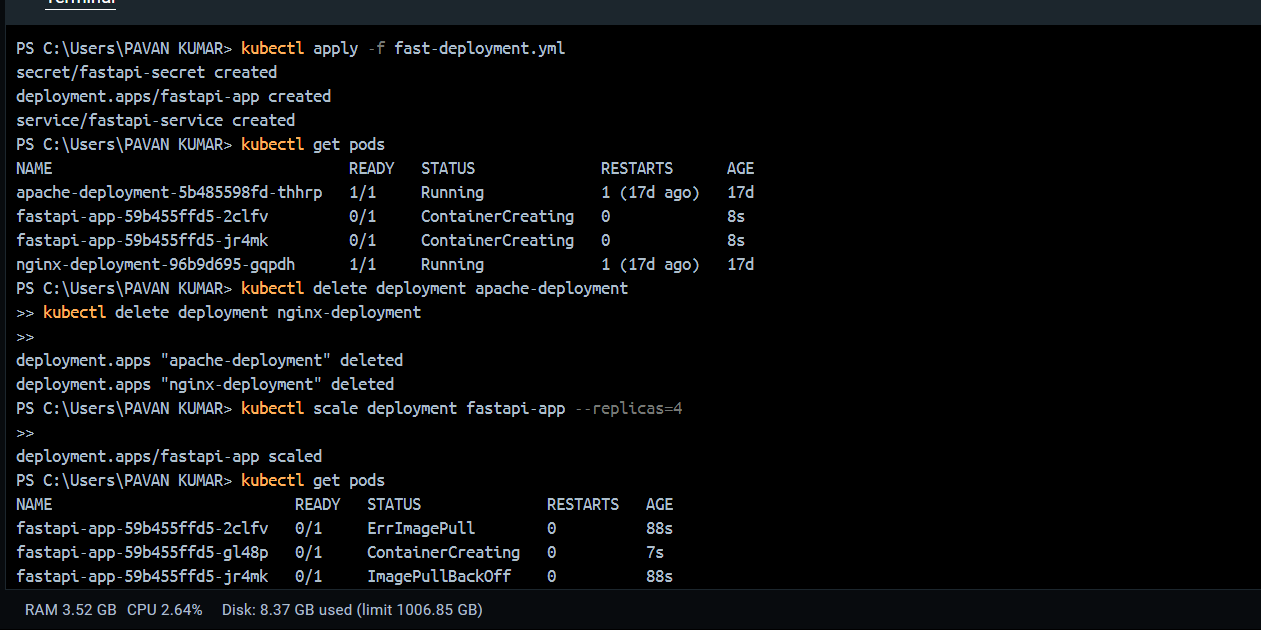 Terminal
PS C:\Users\PAVAN KUMAR> kubectl apply -f fast-deployment.yml
secret/fastapi-secret created
deployment.apps/fastapi-app created
service/fastapi-service created
PS C:\Users\PAVAN KUMAR> kubectl get pods
NAME READY STATUS RESTARTS AGE
apache-deployment-5b485598fd-thhrp 1/1 Running 1 (17d ago) 17d
fastapi-app-59b455ffd5-2clfv 0/1 ContainerCreating 0 8s
fastapi-app-59b455ffd5-jr4mk 0/1 ContainerCreating 0 8s
nginx-deployment-96b9d695-gqpdh 1/1 Running 1 (17d ago) 17d
PS C:\Users\PAVAN KUMAR> kubectl delete deployment apache-deployment
>> kubectl delete deployment nginx-deployment
>>
deployment.apps "apache-deployment" deleted
deployment.apps "nginx-deployment" deleted
PS C:\Users\PAVAN KUMAR> kubectl scale deployment fastapi-app --replicas=4
>>
deployment.apps/fastapi-app scaled
PS C:\Users\PAVAN KUMAR> kubectl get pods
NAME READY STATUS RESTARTS AGE
fastapi-app-59b455ffd5-2clfv 0/1 ErrImagePull 0 88s
fastapi-app-59b455ffd5-gl48p 0/1 ContainerCreating 0 7s
fastapi-app-59b455ffd5-jr4mk 0/1 ImagePullBackOff 0 88s
RAM 3.52 GB CPU 2.64% Disk: 8.37 GB used (limit 1006.85 GB)